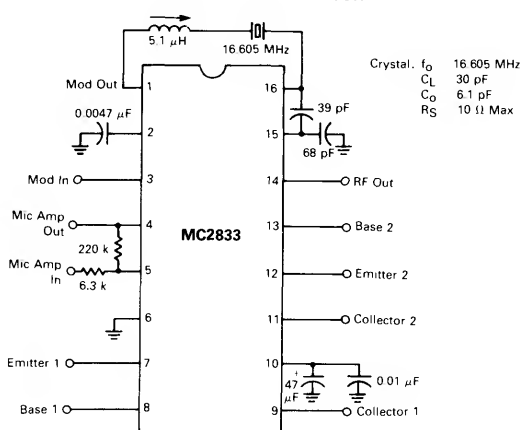 5.1 μH
16.605 MHz
Crystal. fO 16.605 MHz
CL 30 pF
CO 6.1 pF
RS 10 Ω Max
Mod Out
1
16
39 pF
0.0047 μF
2
15
68 pF
Mod In
3
14
RF Out
Mic Amp
Out
4
220 k
MC2833
13
Base 2
Mic Amp
In
6.3 k
5
12
Emitter 2
6
11
Collector 2
Emitter 1
7
10
+
47
μF
0.01 μF
Base 1
8
9
Collector 1